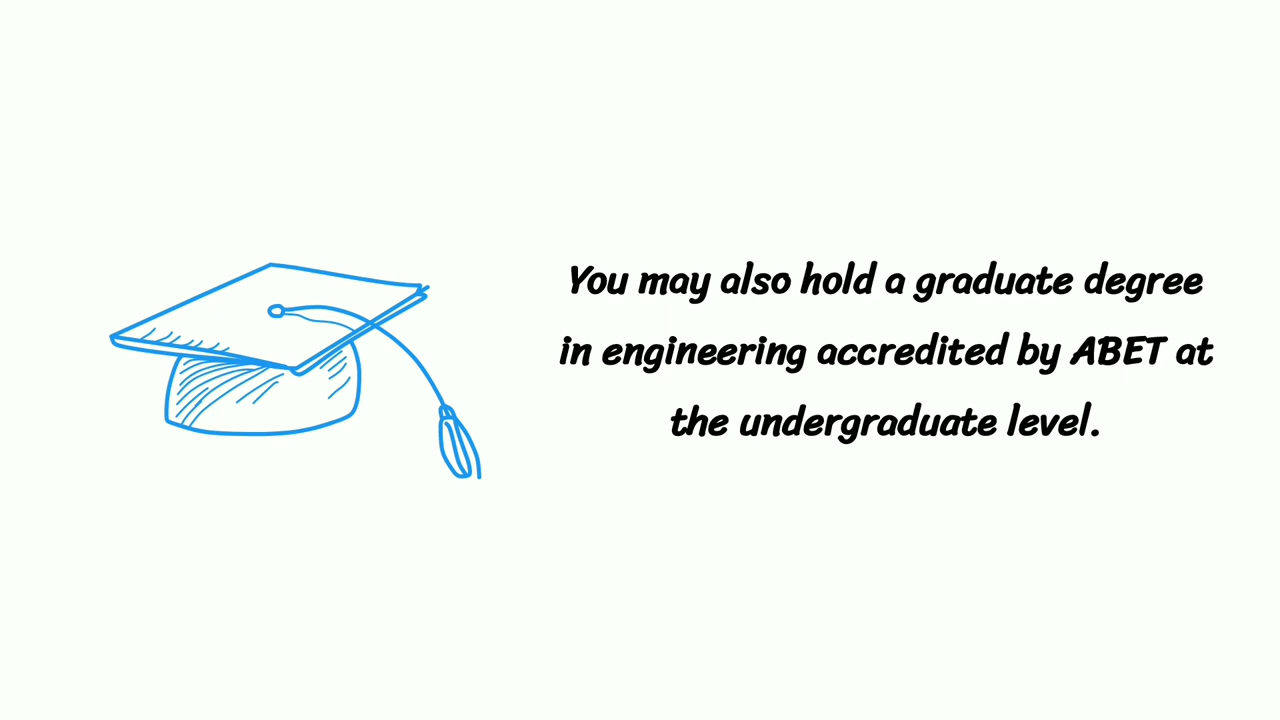 You may also hold a graduate degree
in engineering accredited by ABET at
the undergraduate level.